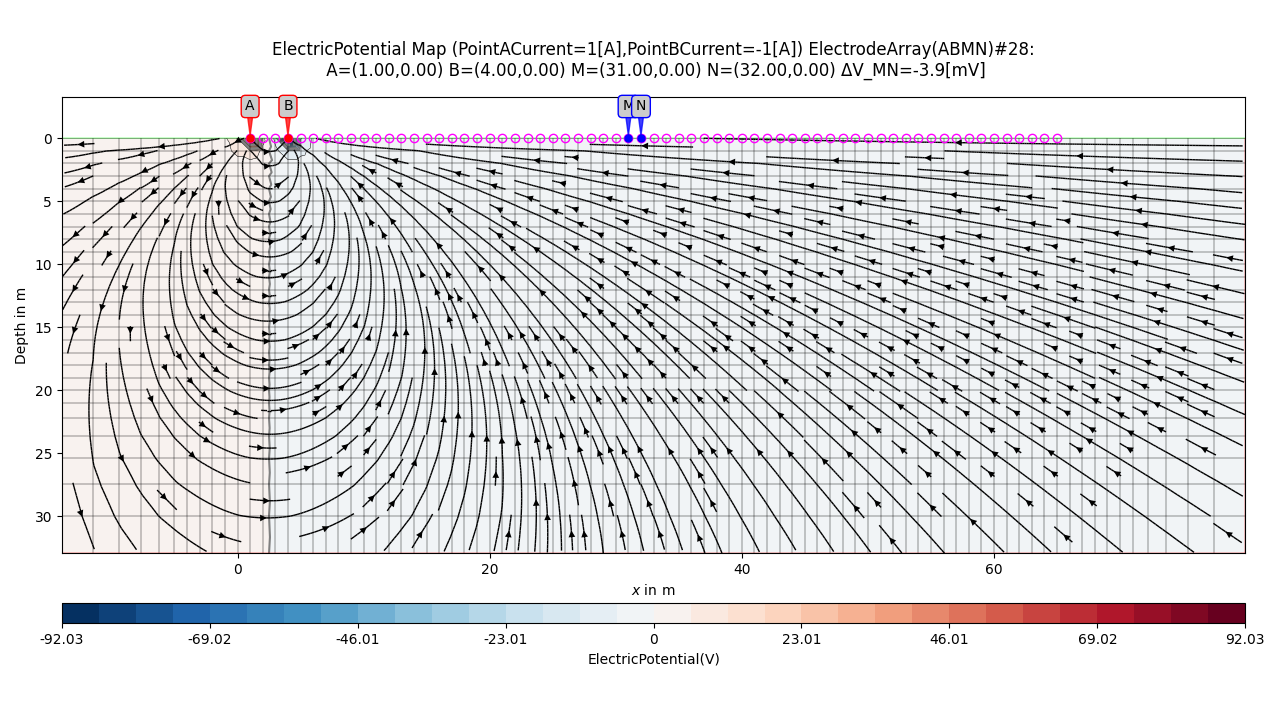 ElectricPotential Map (PointACurrent=1[A],PointBCurrent=-1[A]) ElectrodeArray(ABMN)#28:
A=(1.00,0.00) B=(4.00,0.00) M=(31.00,0.00) N=(32.00,0.00) ΔV_MN=-3.9[mV]
A B M N
0
5
10
15
20
25
30
Depth in m
0 20 40 60
x in m
-92.03 -69.02 -46.01 -23.01 0 23.01 46.01 69.02 92.03
ElectricPotential(V)